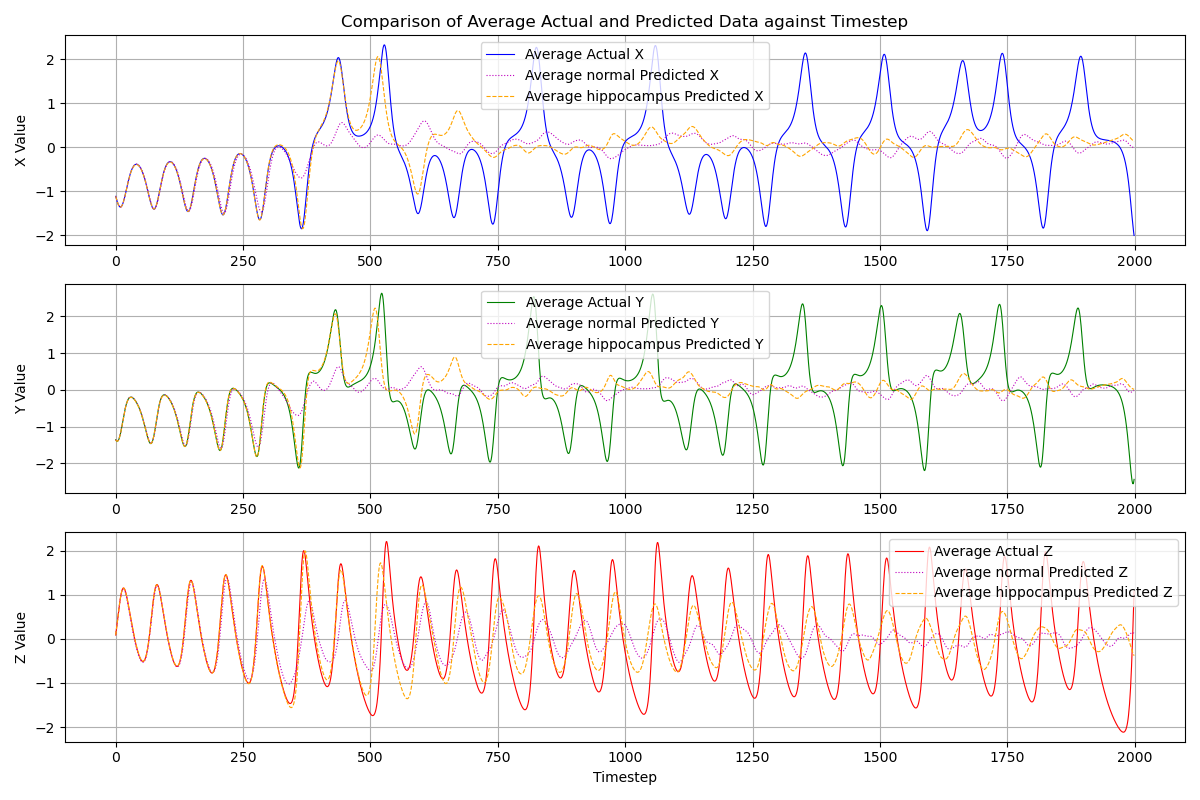 Comparison of Average Actual and Predicted Data against Timestep
X Value
2
1
0
−1
−2
Average Actual X
Average normal Predicted X
Average hippocampus Predicted X
0 250 500 750 1000 1250 1500 1750 2000
Y Value
2
1
0
−1
−2
Average Actual Y
Average normal Predicted Y
Average hippocampus Predicted Y
0 250 500 750 1000 1250 1500 1750 2000
Z Value
2
1
0
−1
−2
Average Actual Z
Average normal Predicted Z
Average hippocampus Predicted Z
0 250 500 750 1000 1250 1500 1750 2000
Timestep